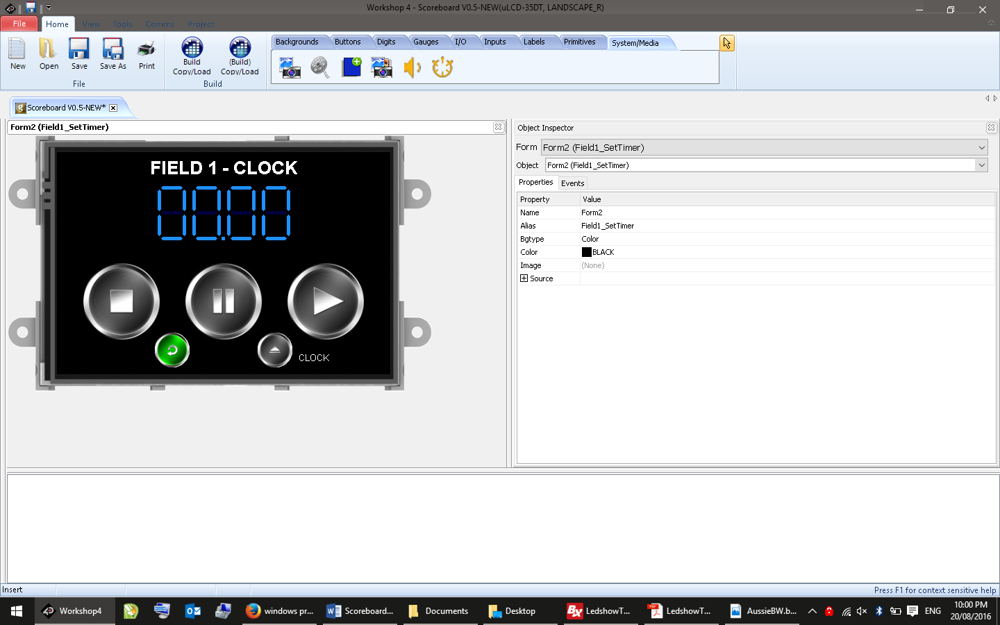 Workshop 4 - Scoreboard V0.5-NEW(uLCD-35DT, LANDSCAPE_R)
File Home View Tools Comms Project
New Open Save Save As Print
File
Build Copy/Load
(Build) Copy/Load
Build
Backgrounds Buttons Digits Gauges I/O Inputs Labels Primitives System/Media
Scoreboard V0.5-NEW*
Form2 (Field1_SetTimer)
FIELD 1 - CLOCK
00.00
CLOCK
Object Inspector
Form Form2 (Field1_SetTimer)
Object Form2 (Field1_SetTimer)
Properties Events
Property Value
Name Form2
Alias Field1_SetTimer
Bgtype Color
Color BLACK
Image (None)
Source
Insert
Press F1 for context sensitive help
Workshop4
windows pr...
Scoreboard...
Documents
Desktop
LedshowT...
LedshowT...
AussieBW.b...
ENG
10:00 PM
20/08/2016